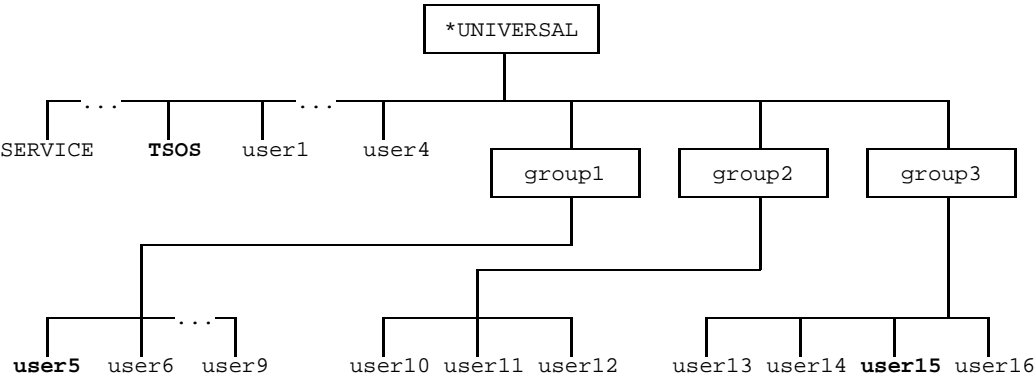 *UNIVERSAL
... ...
SERVICE TSOS user1 user4
group1 group2 group3
...
user5 user6 user9 user10 user11 user12 user13 user14 user15 user16